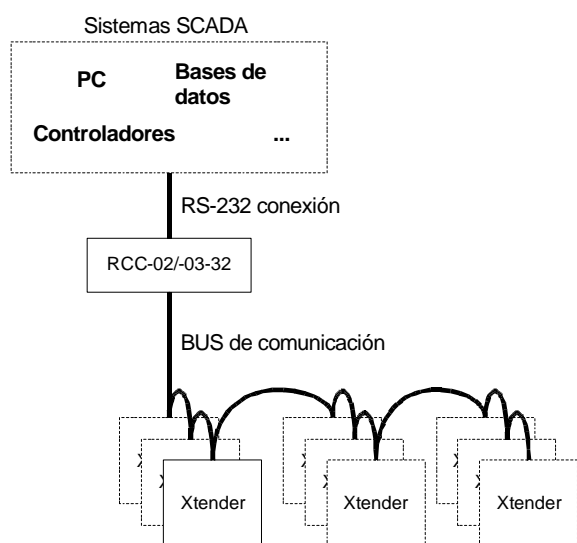 Sistemas SCADA
PC
Bases de
datos
Controladores
...
RS-232 conexión
RCC-02/-03-32
BUS de comunicación
X
X
Xtender
X
X
Xtender
X
X
Xtender